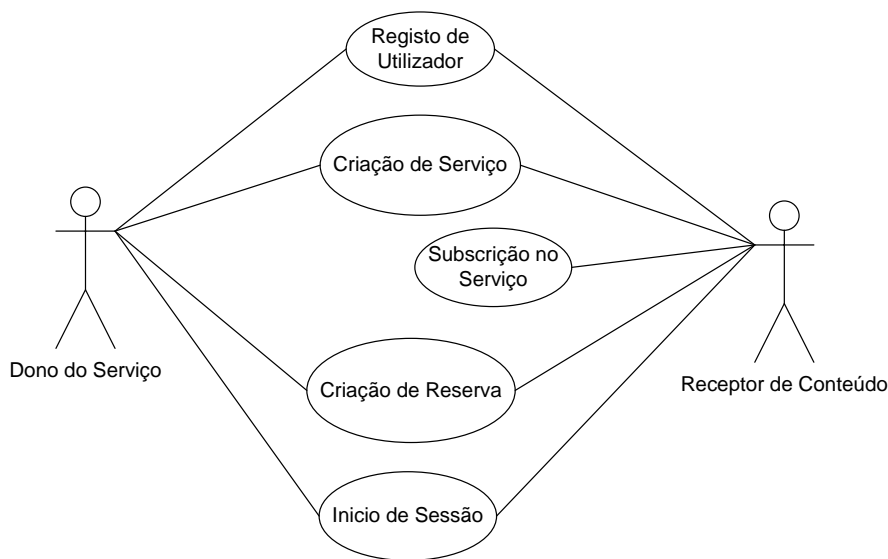 Registo de
Utilizador
Criação de Serviço
Subscrição no
Serviço
Dono do Serviço
Receptor de Conteúdo
Criação de Reserva
Inicio de Sessão